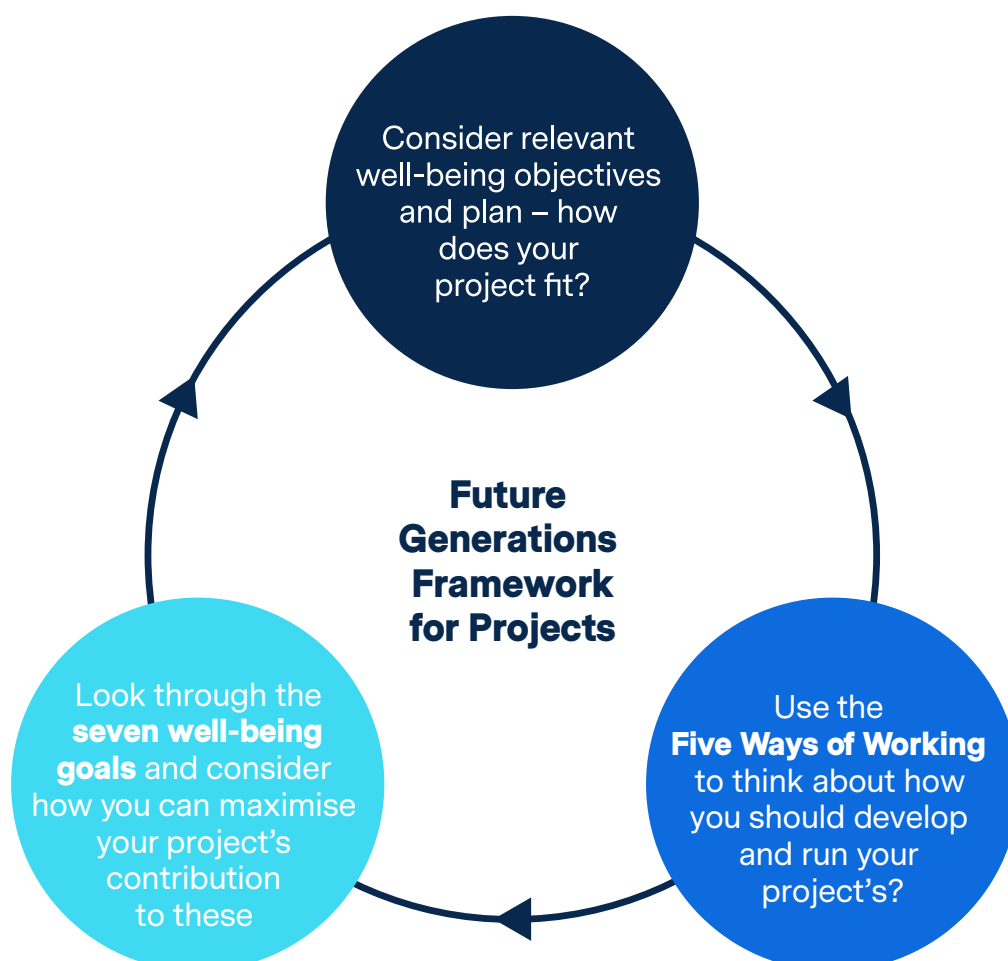 Consider relevant
well-being objectives
and plan – how
does your
project fit?
Future
Generations
Framework
for Projects
Look through the
seven well-being
goals and consider
how you can maximise
your project’s
contribution
to these
Use the
Five Ways of Working
to think about how
you should develop
and run your
project’s?